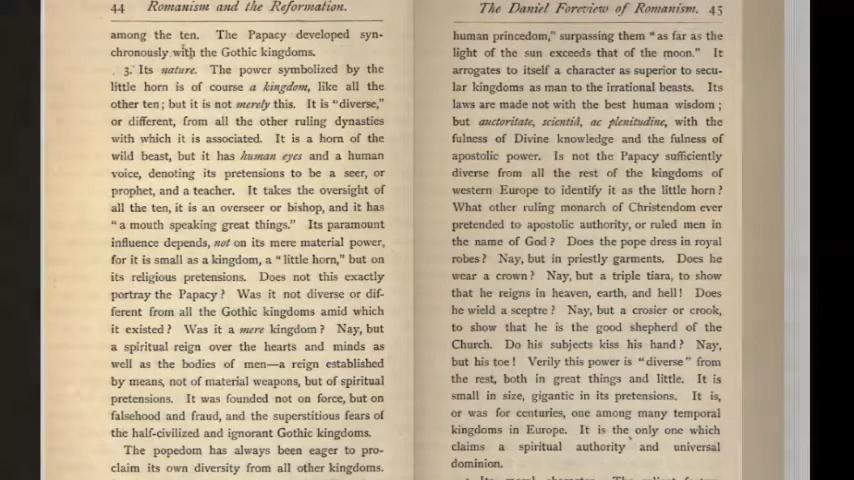 44 Romanism and the Reformation.
among the ten. The Papacy developed syn-
chronously with the Gothic kingdoms.
3. Its nature. The power symbolized by the
little horn is of course a kingdom, like all the
other ten; but it is not merely this. It is "diverse,"
or different, from all the other ruling dynasties
with which it is associated. It is a horn of the
wild beast, but it has human eyes and a human
voice, denoting its pretensions to be a seer, or
prophet, and a teacher. It takes the oversight of
all the ten, it is an overseer or bishop, and it has
"a mouth speaking great things." Its paramount
influence depends, not on its mere material power,
for it is small as a kingdom, a "little horn," but on
its religious pretensions. Does not this exactly
portray the Papacy? Was it not diverse or dif-
ferent from all the Gothic kingdoms amid which
it existed? Was it a mere kingdom? Nay, but
a spiritual reign over the hearts and minds as
well as the bodies of men—a reign established
by means, not of material weapons, but of spiritual
pretensions. It was founded not on force, but on
falsehood and fraud, and the superstitious fears of
the half-civilized and ignorant Gothic kingdoms.
The popedom has always been eager to pro-
claim its own diversity from all other kingdoms.
The Daniel Foreview of Romanism. 45
human princedom," surpassing them "as far as the
light of the sun exceeds that of the moon." It
arrogates to itself a character as superior to secu-
lar kingdoms as man to the irrational beasts. Its
laws are made not with the best human wisdom;
but auctoritate, scientiâ, ac plenitudine, with the
fulness of Divine knowledge and the fulness of
apostolic power. Is not the Papacy sufficiently
diverse from all the rest of the kingdoms of
western Europe to identify it as the little horn?
What other ruling monarch of Christendom ever
pretended to apostolic authority, or ruled men in
the name of God? Does the pope dress in royal
robes? Nay, but in priestly garments. Does he
wear a crown? Nay, but a triple tiara, to show
that he reigns in heaven, earth, and hell! Does
he wield a sceptre? Nay, but a crosier or crook,
to show that he is the good shepherd of the
Church. Do his subjects kiss his hand? Nay,
but his toe! Verily this power is "diverse" from
the rest, both in great things and little. It is
small in size, gigantic in its pretensions. It is,
or was for centuries, one among many temporal
kingdoms in Europe. It is the only one which
claims a spiritual authority and universal
dominion.